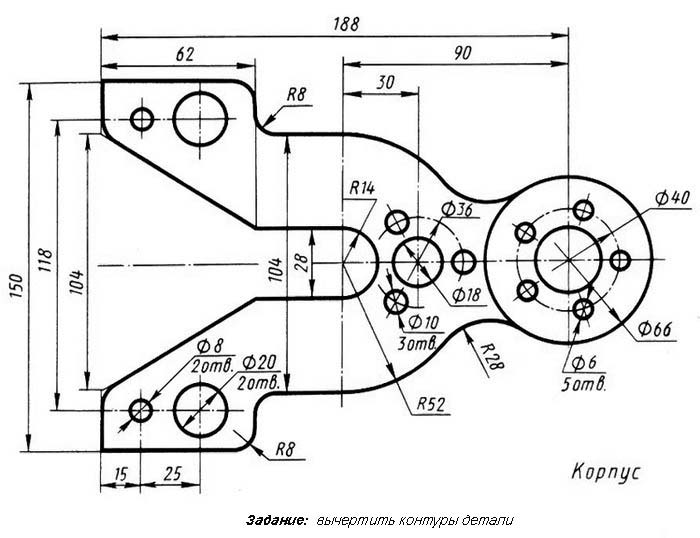 188
62
90
30
R8
R14
Ф36
Ф40
150
118
104
104
28
Ф18
Ф10
3отв.
Ф66
Ф8
2отв.
Ф20
2отв.
R28
Ф6
5отв.
R52
R8
15
25
Корпус
Задание: вычертить контуры детали